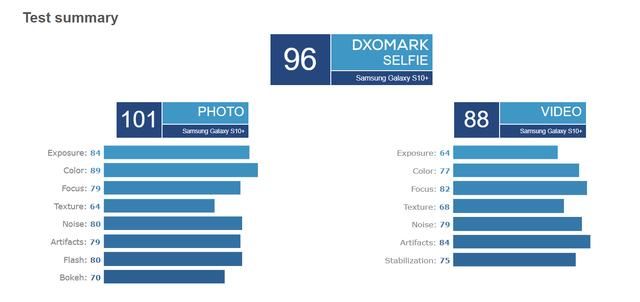 Test summary
96
DXOMARK
SELFIE
Samsung Galaxy S10+
101
PHOTO
Samsung Galaxy S10+
Exposure: 84
Color: 89
Focus: 79
Texture: 64
Noise: 80
Artifacts: 79
Flash: 80
Bokeh: 70
88
VIDEO
Samsung Galaxy S10+
Exposure: 64
Color: 77
Focus: 82
Texture: 68
Noise: 79
Artifacts: 84
Stabilization: 75